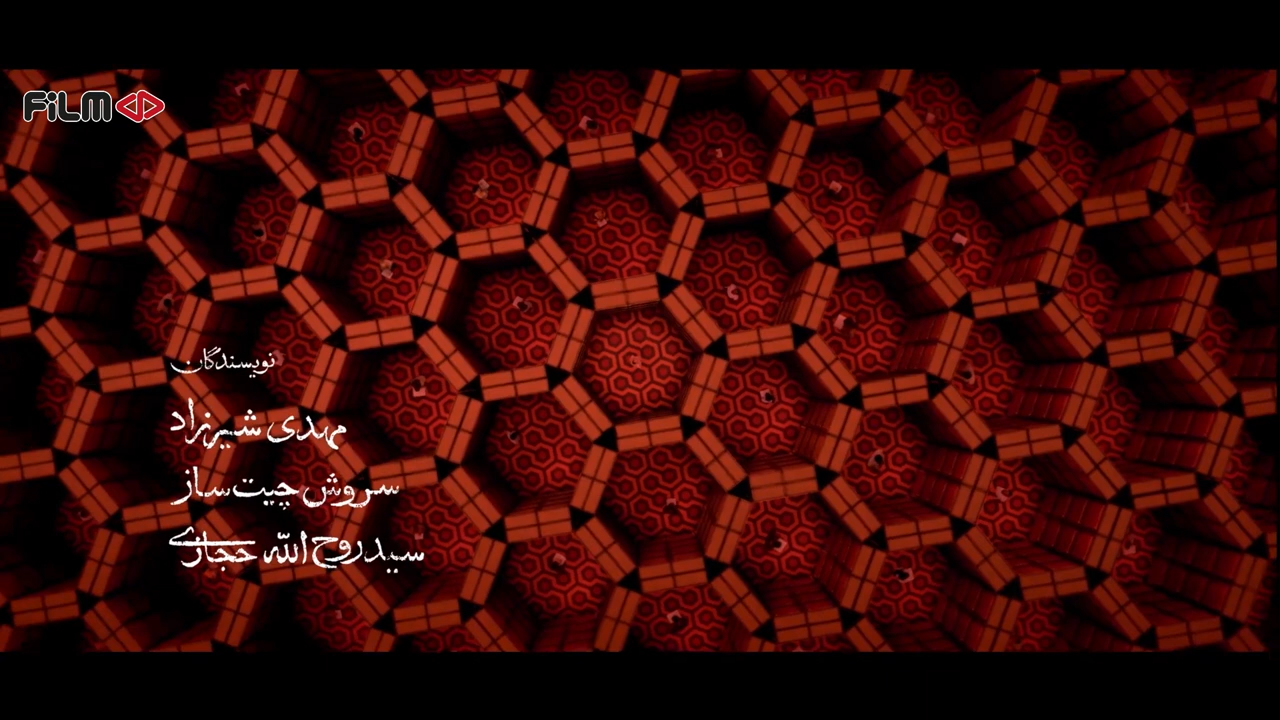 FiLM
نویسندگان
مهدی شیرزاد
سروش چیت‌ساز
سید روح الله حجازی